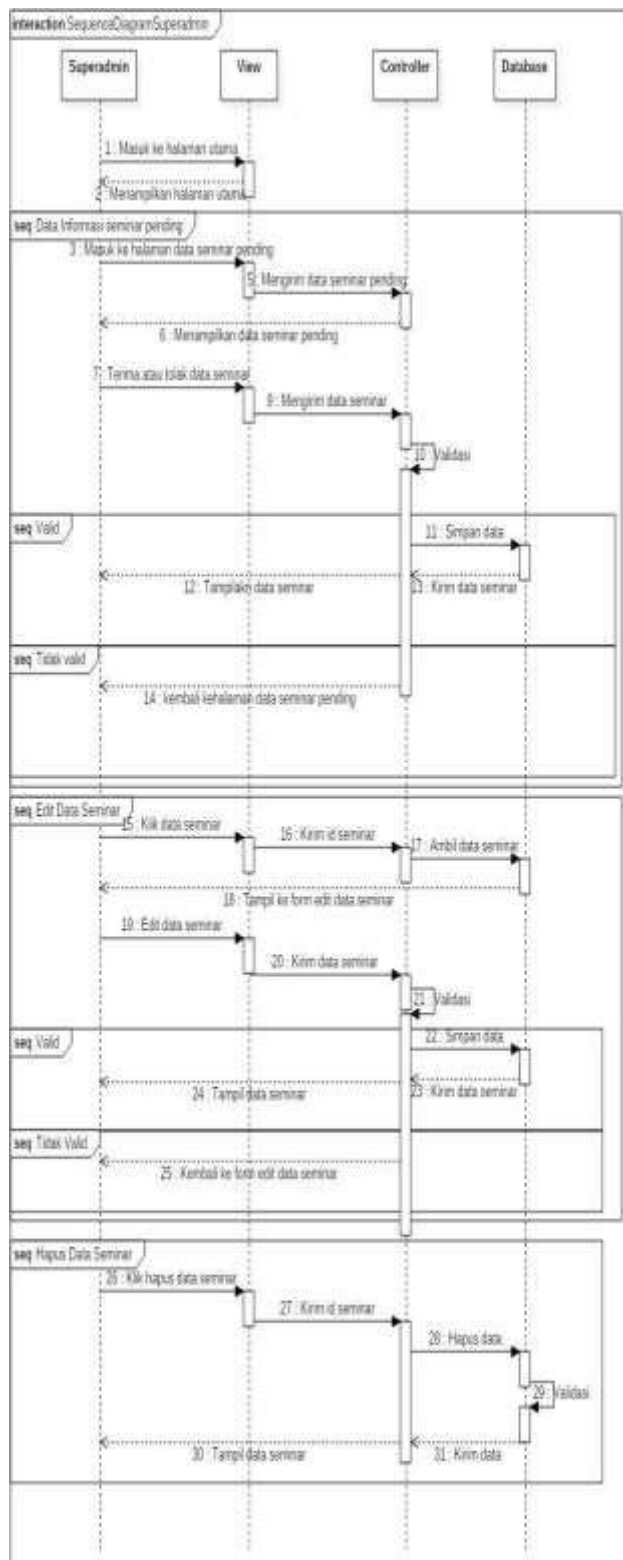 interaction SequenceDiagramSuperadmin
Superadmin
View
Controller
Database
1 : Masuk ke halaman utama
2 : Menampilkan halaman utama
seq Data Informasi seminar pending
3 : Masuk ke halaman data seminar pending
5 : Mengirim data seminar pending
6 : Menampilkan data seminar pending
7 : Terima atau tolak data seminar
9 : Mengirim data seminar
10 : Validasi
seq Valid
11 : Simpan data
12 : Tampilake data seminar
13 : Kirim data seminar
seq Tidak valid
14 : kembali kehalaman data seminar pending
seq Edit Data Seminar
15 : Klik data seminar
16 : Kirim id seminar
17 : Ambil data seminar
18 : Tampil ke form edit data seminar
19 : Edit data seminar
20 : Kirim data seminar
21 : Validasi
seq Valid
22 : Simpan data
23 : Kirim data seminar
24 : Tampil data seminar
seq Tidak Valid
25 : Kembali ke form edit data seminar
seq Hapus Data Seminar
26 : Klik hapus data seminar
27 : Kirim id seminar
28 : Hapus data
29 : Validasi
30 : Tampil data seminar
31 : Kirim data